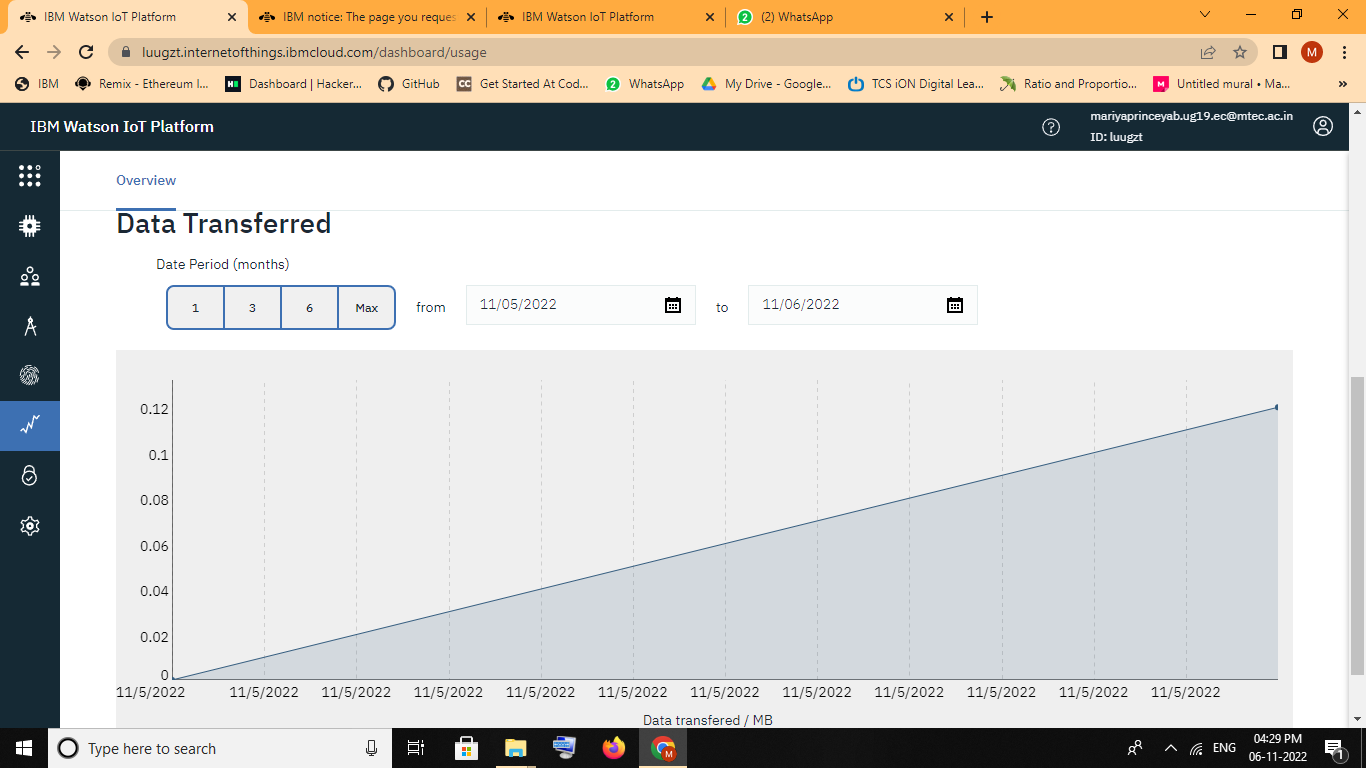 IBM Watson IoT Platform
IBM notice: The page you reques
IBM Watson IoT Platform
2 (2) WhatsApp
luugzt.internetofthings.ibmcloud.com/dashboard/usage
M
IBM
Remix - Ethereum I...
Dashboard | Hacker...
GitHub
CC Get Started At Cod...
2 WhatsApp
My Drive - Google...
TCS iON Digital Lea...
Ratio and Proportio...
M Untitled mural • Ma...
»
IBM Watson IoT Platform
mariyaprinceyab.ug19.ec@mtec.ac.in
ID: luugzt
Overview
Data Transferred
Date Period (months)
1 3 6 Max from 11/05/2022 to 11/06/2022
0.12
0.1
0.08
0.06
0.04
0.02
0
11/5/2022 11/5/2022 11/5/2022 11/5/2022 11/5/2022 11/5/2022 11/5/2022 11/5/2022 11/5/2022 11/5/2022 11/5/2022 11/5/2022
Data transfered / MB
Type here to search
M
ENG
04:29 PM
06-11-2022
1